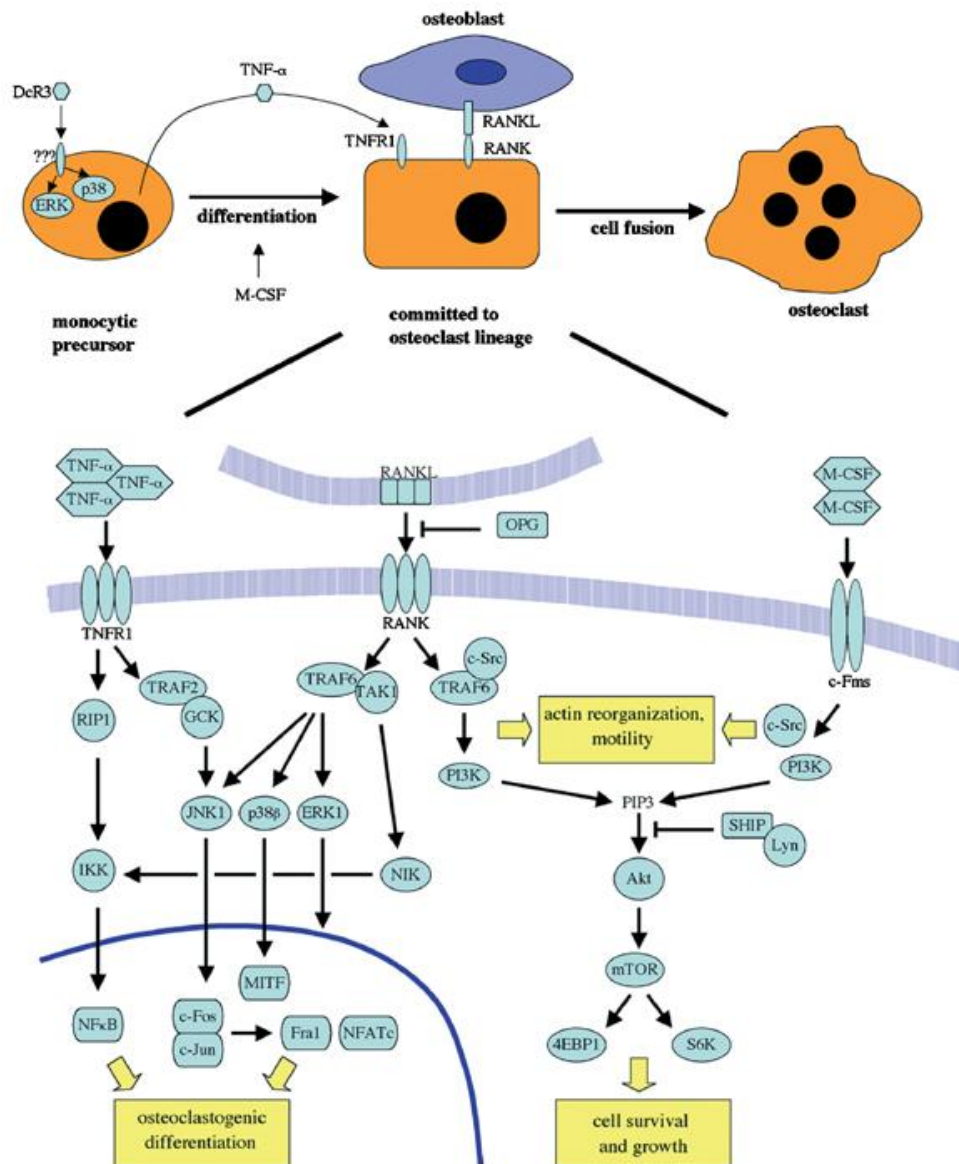 osteoblast
TNF-α
DcR3
RANKL
TNFR1
RANK
???
p38
ERK
differentiation
cell fusion
M-CSF
monocytic
precursor
committed to
osteoclast lineage
osteoclast
TNF-α
TNF-α
TNF-α
RANKL
OPG
M-CSF
M-CSF
TNFR1
RANK
c-Fms
TRAF2
GCK
RIP1
TRAF6
TAK1
c-Src
TRAF6
actin reorganization,
motility
c-Src
PI3K
PI3K
JNK1
p38β
ERK1
PIP3
SHIP
Lyn
IKK
NIK
Akt
mTOR
MITF
NFκB
c-Fos
c-Jun
Fra1
NFATc
4EBP1
S6K
osteoclastogenic
differentiation
cell survival
and growth